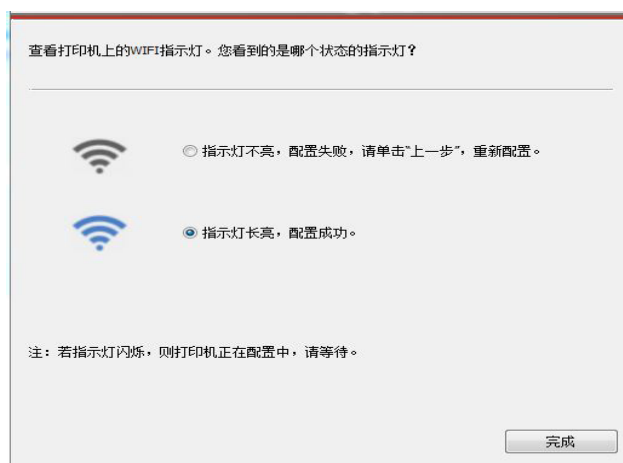 查看打印机上的WIFI指示灯。您看到的是哪个状态的指示灯?
指示灯不亮，配置失败，请单击“上一步”，重新配置。
指示灯长亮，配置成功。
注：若指示灯闪烁，则打印机正在配置中，请等待。
完成